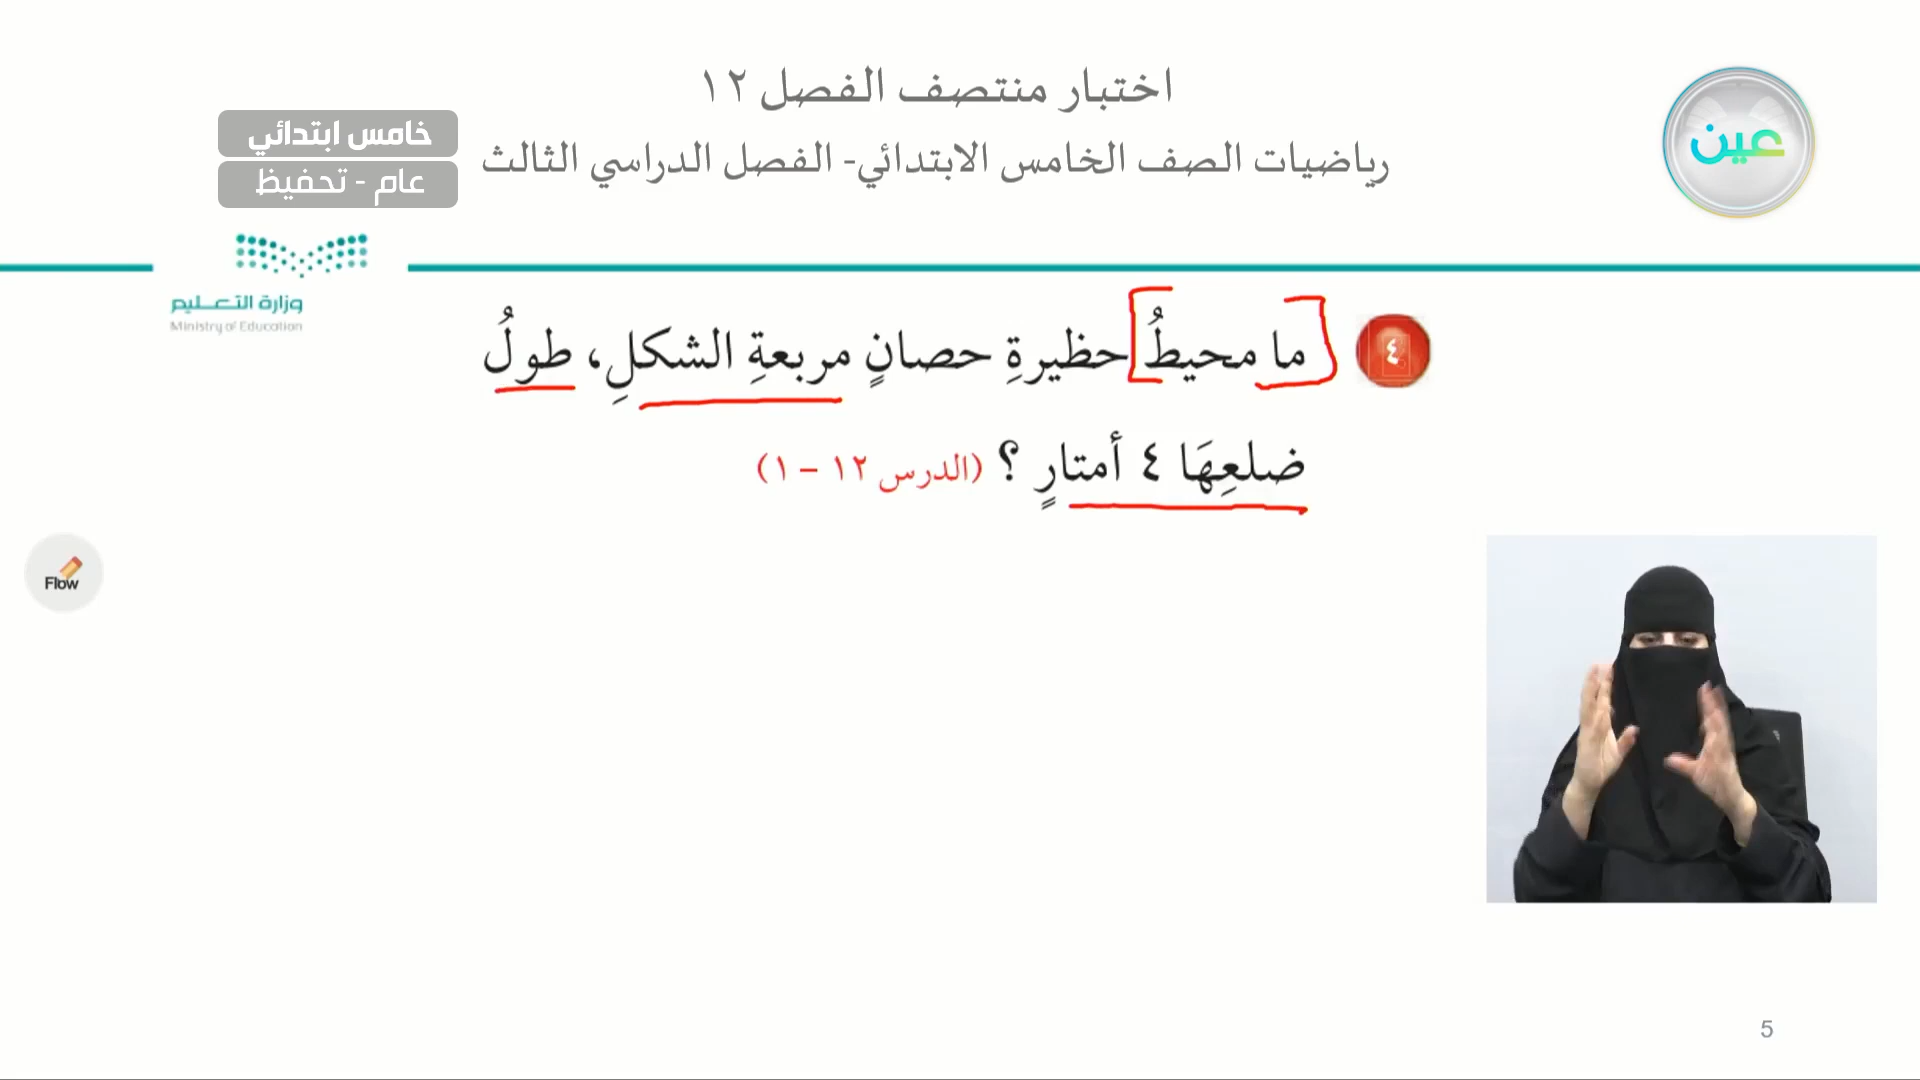 اختبار منتصف الفصل ١٢
رياضيات الصف الخامس الابتدائي- الفصل الدراسي الثالث
خامس ابتدائي
عام - تحفيظ
عين
وزارة التعليم
Ministry of Education
٤ ما محيطُ حظيرةِ حصانٍ مربعةِ الشكلِ، طولُ
ضلعِهَا ٤ أمتارٍ ؟ (الدرس ١٢ – ١)
Flow
5